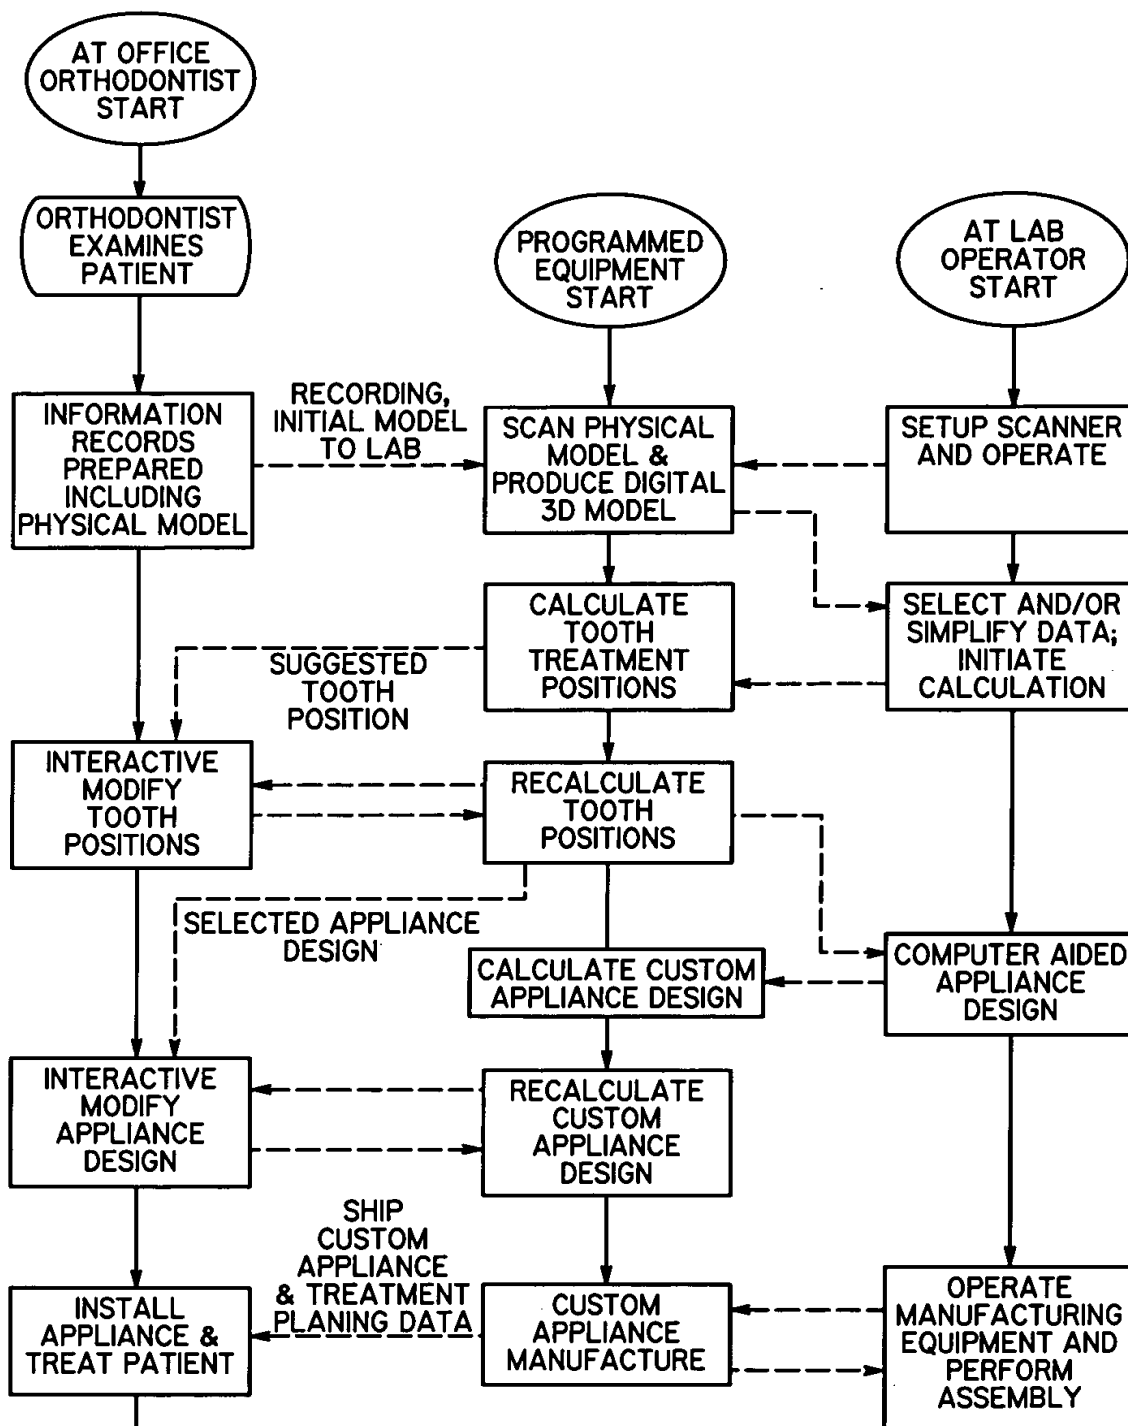 AT OFFICE
ORTHODONTIST
START
ORTHODONTIST
EXAMINES
PATIENT
PROGRAMMED
EQUIPMENT
START
AT LAB
OPERATOR
START
INFORMATION
RECORDS
PREPARED
INCLUDING
PHYSICAL MODEL
RECORDING,
INITIAL MODEL
TO LAB
SCAN PHYSICAL
MODEL &
PRODUCE DIGITAL
3D MODEL
SETUP SCANNER
AND OPERATE
CALCULATE
TOOTH
TREATMENT
POSITIONS
SELECT AND/OR
SIMPLIFY DATA;
INITIATE
CALCULATION
SUGGESTED
TOOTH
POSITION
INTERACTIVE
MODIFY
TOOTH
POSITIONS
RECALCULATE
TOOTH
POSITIONS
SELECTED APPLIANCE
DESIGN
CALCULATE CUSTOM
APPLIANCE DESIGN
COMPUTER AIDED
APPLIANCE
DESIGN
INTERACTIVE
MODIFY
APPLIANCE
DESIGN
RECALCULATE
CUSTOM
APPLIANCE
DESIGN
SHIP
CUSTOM
APPLIANCE
& TREATMENT
PLANING DATA
INSTALL
APPLIANCE &
TREAT PATIENT
CUSTOM
APPLIANCE
MANUFACTURE
OPERATE
MANUFACTURING
EQUIPMENT AND
PERFORM
ASSEMBLY